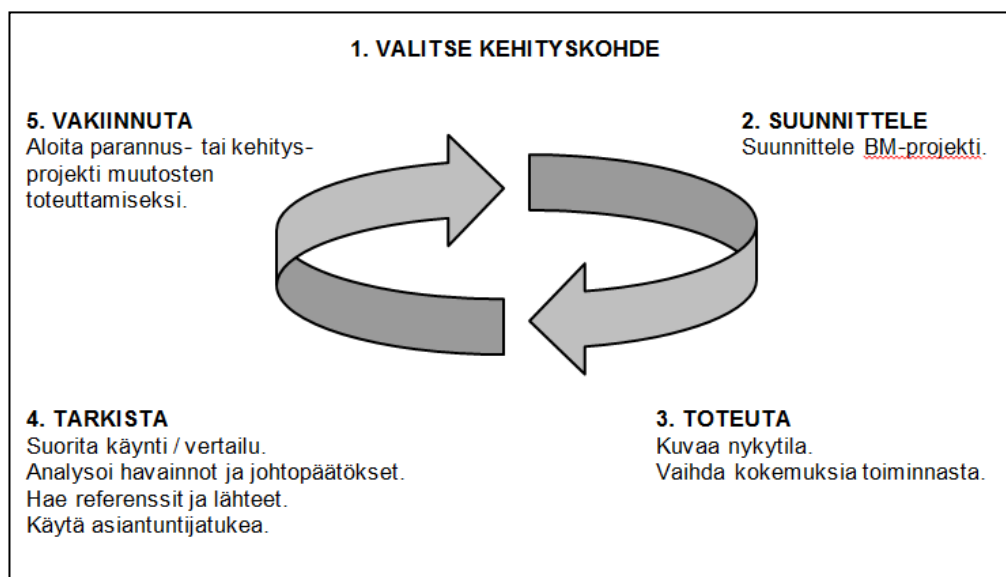 1. VALITSE KEHITYSKOHDE
2. SUUNNITTELE
Suunnittele BM-projekti.
3. TOTEUTA
Kuvaa nykytila.
Vaihda kokemuksia toiminnasta.
4. TARKISTA
Suorita käynti / vertailu.
Analysoi havainnot ja johtopäätökset.
Hae referenssit ja lähteet.
Käytä asiantuntijatukea.
5. VAKIINNUTA
Aloita parannus- tai kehitys-
projekti muutosten
toteuttamiseksi.